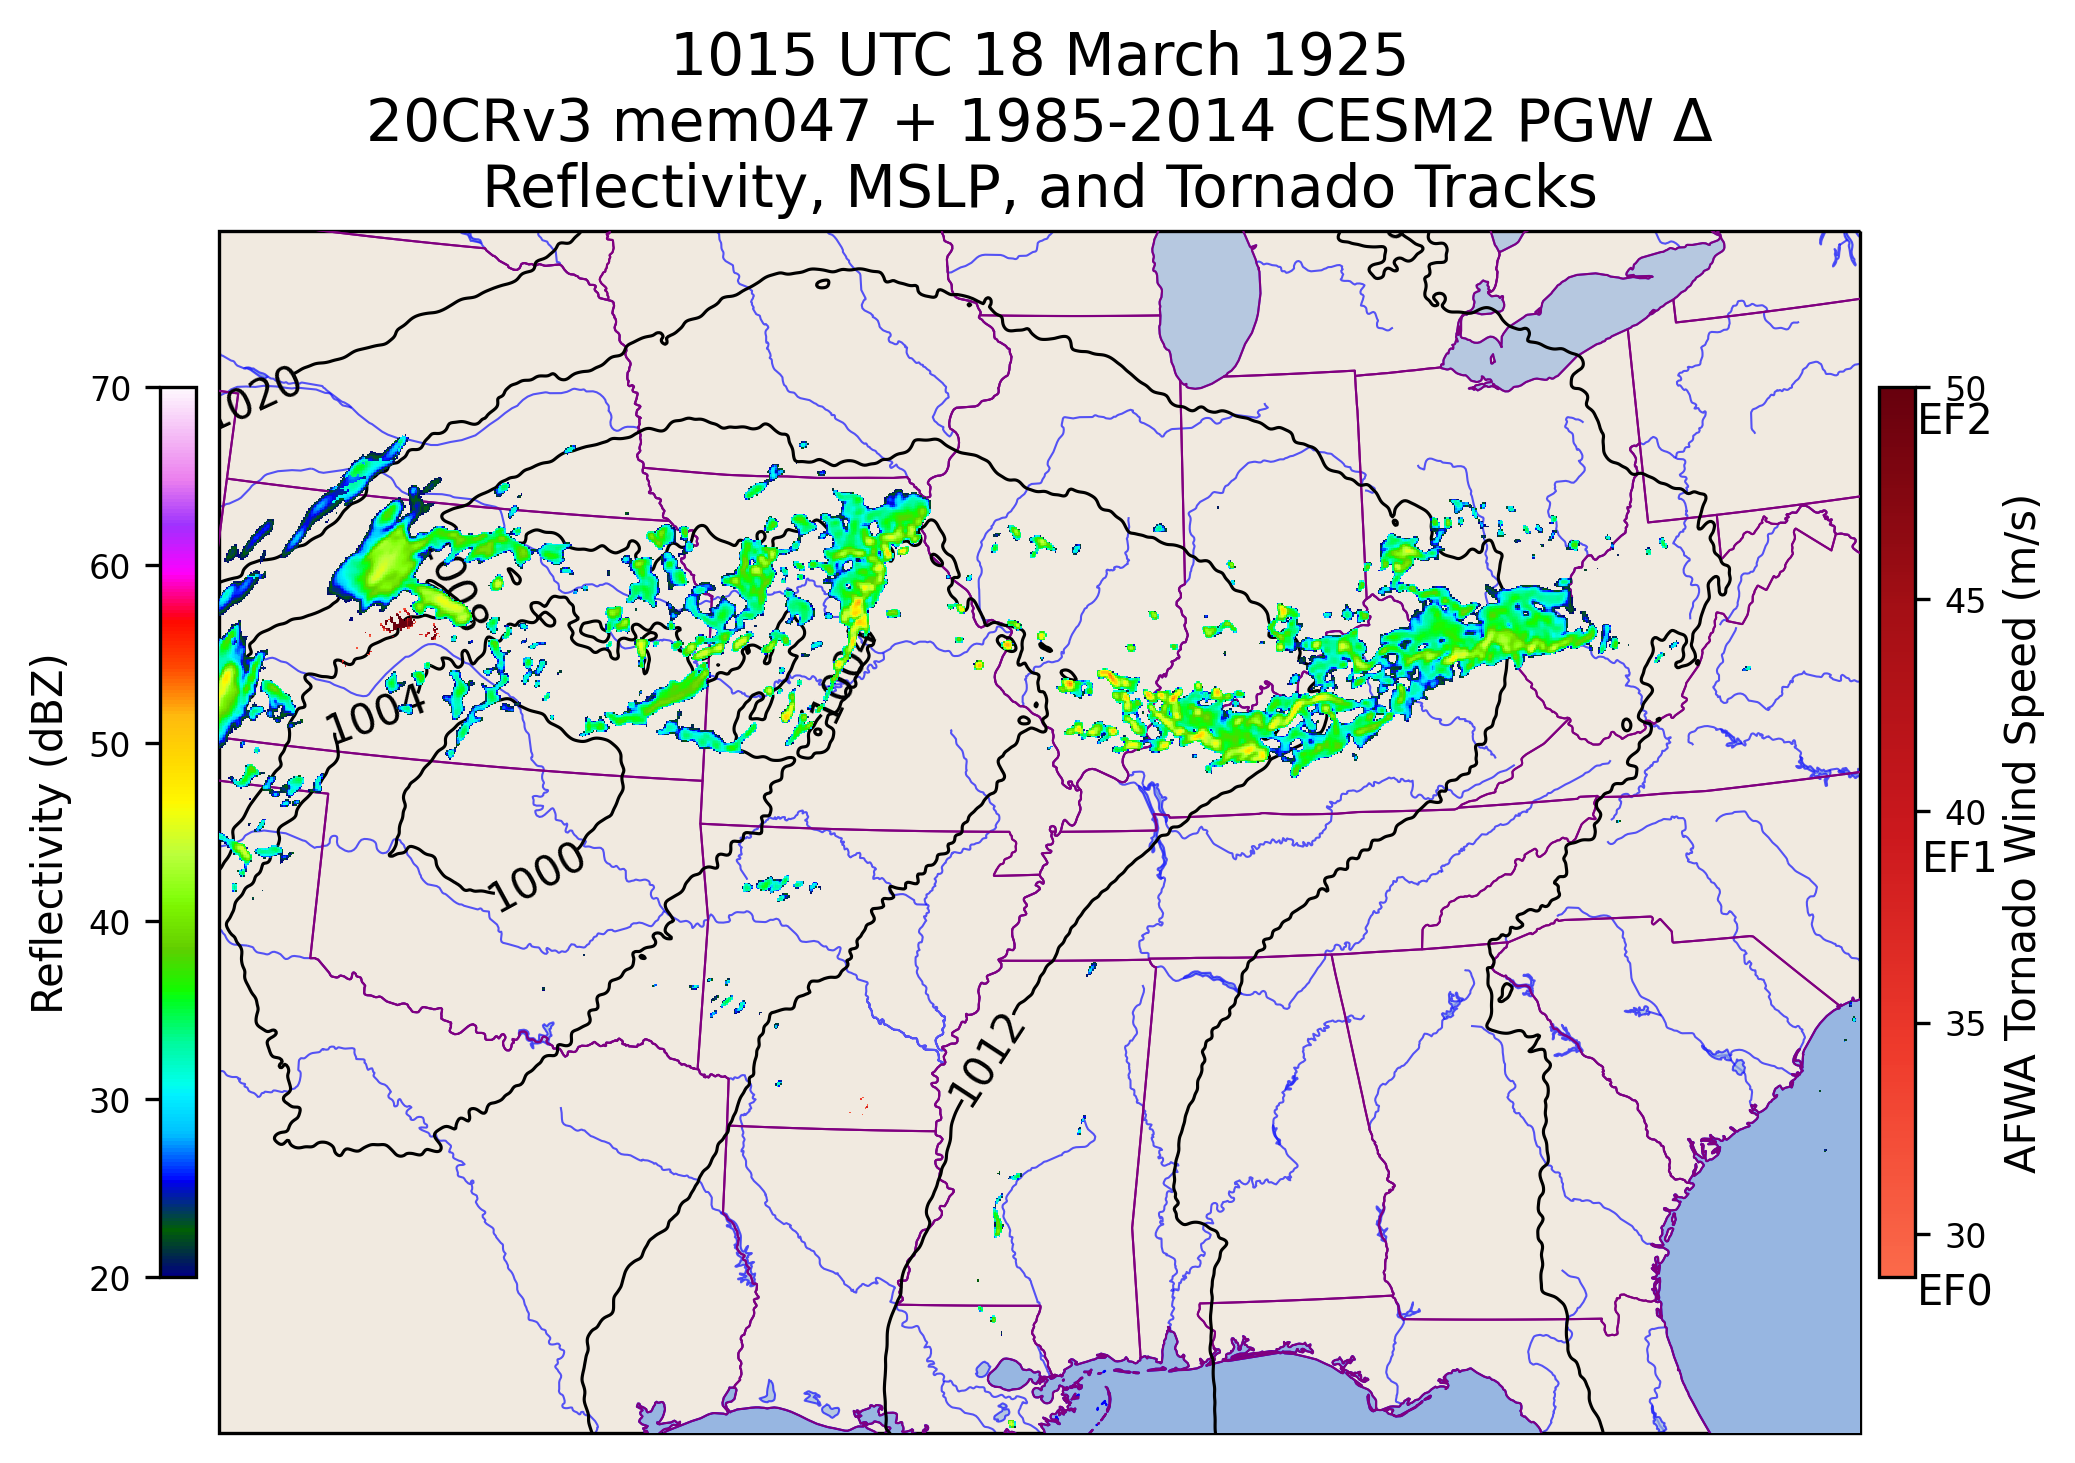 1015 UTC 18 March 1925
20CRv3 mem047 + 1985-2014 CESM2 PGW Δ
Reflectivity, MSLP, and Tornado Tracks
70
60
50
40
30
20
Reflectivity (dBZ)
1020
1008
1004
1004
1000
1012
50
EF2
45
40
EF1
35
30
EF0
AFWA Tornado Wind Speed (m/s)